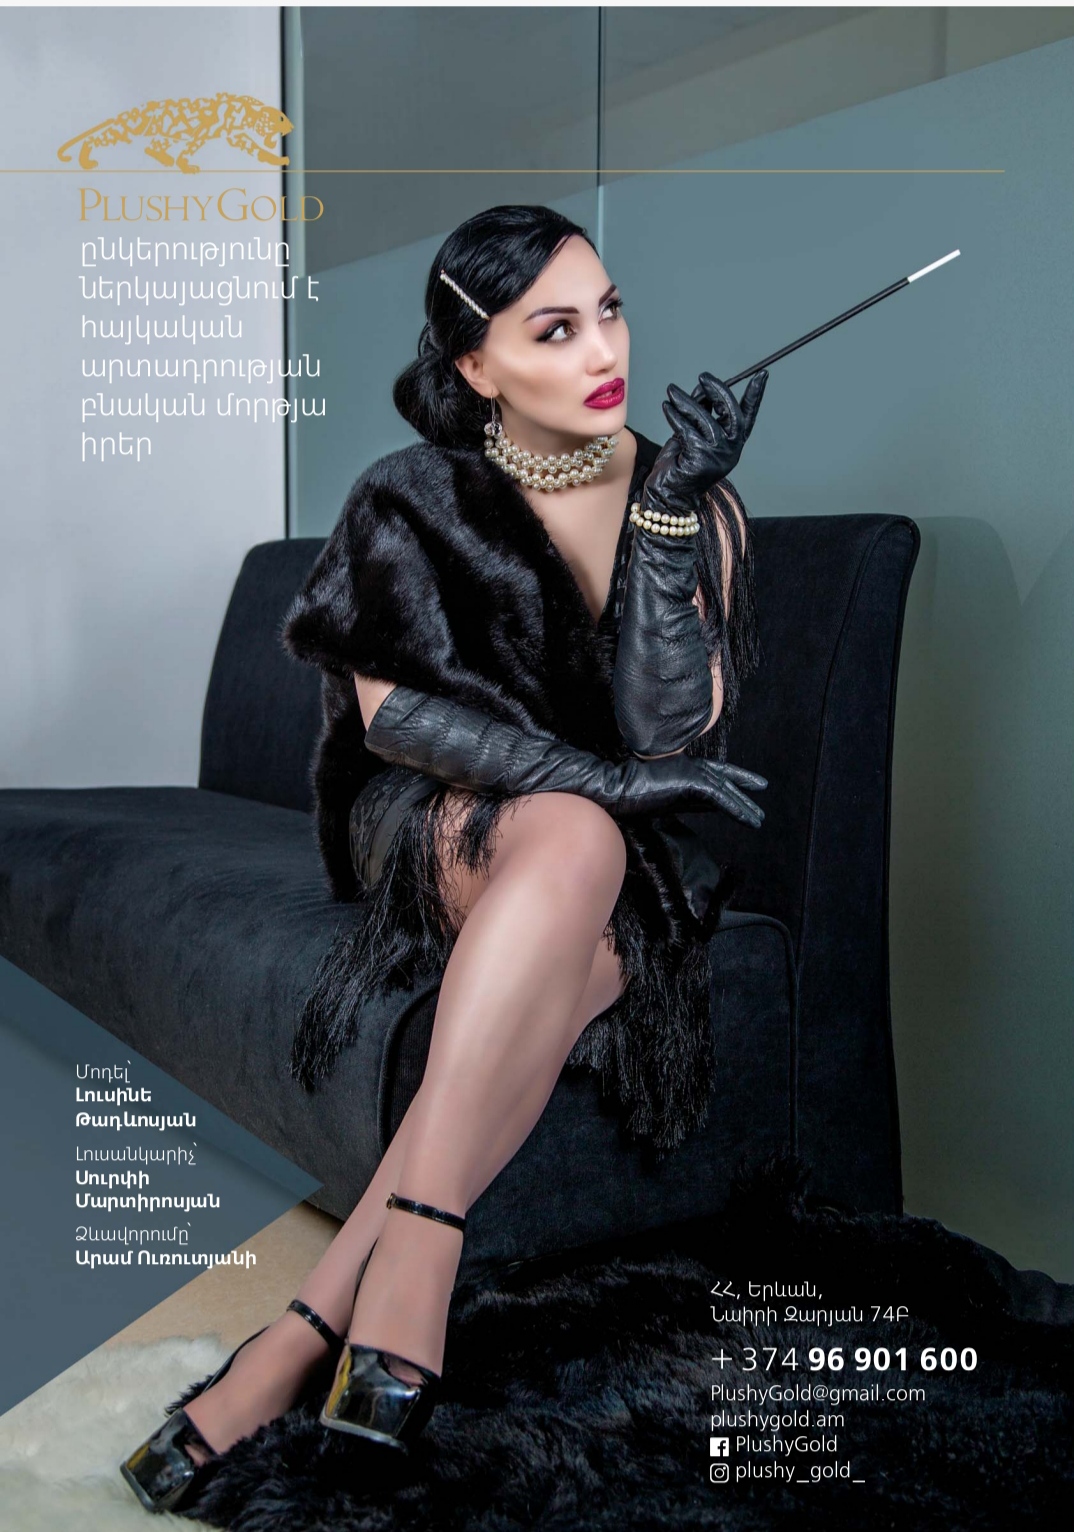 PLUSHYGOLD
ընկերությունը
ներկայացնում է
հայկական
արտադրության
բնական մորթյա
իրեր
Մոդել՝
Լուսինե
Թադևոսյան
Լուսանկարիչ՝
Սուրփի
Մարտիրոսյան
Ձևավորումը՝
Արամ Ուռուտյանի
ՀՀ, Երևան,
Նաիրի Զարյան 74Բ
+374 96 901 600
PlushyGold@gmail.com
plushygold.am
PlushyGold
plushy_gold_